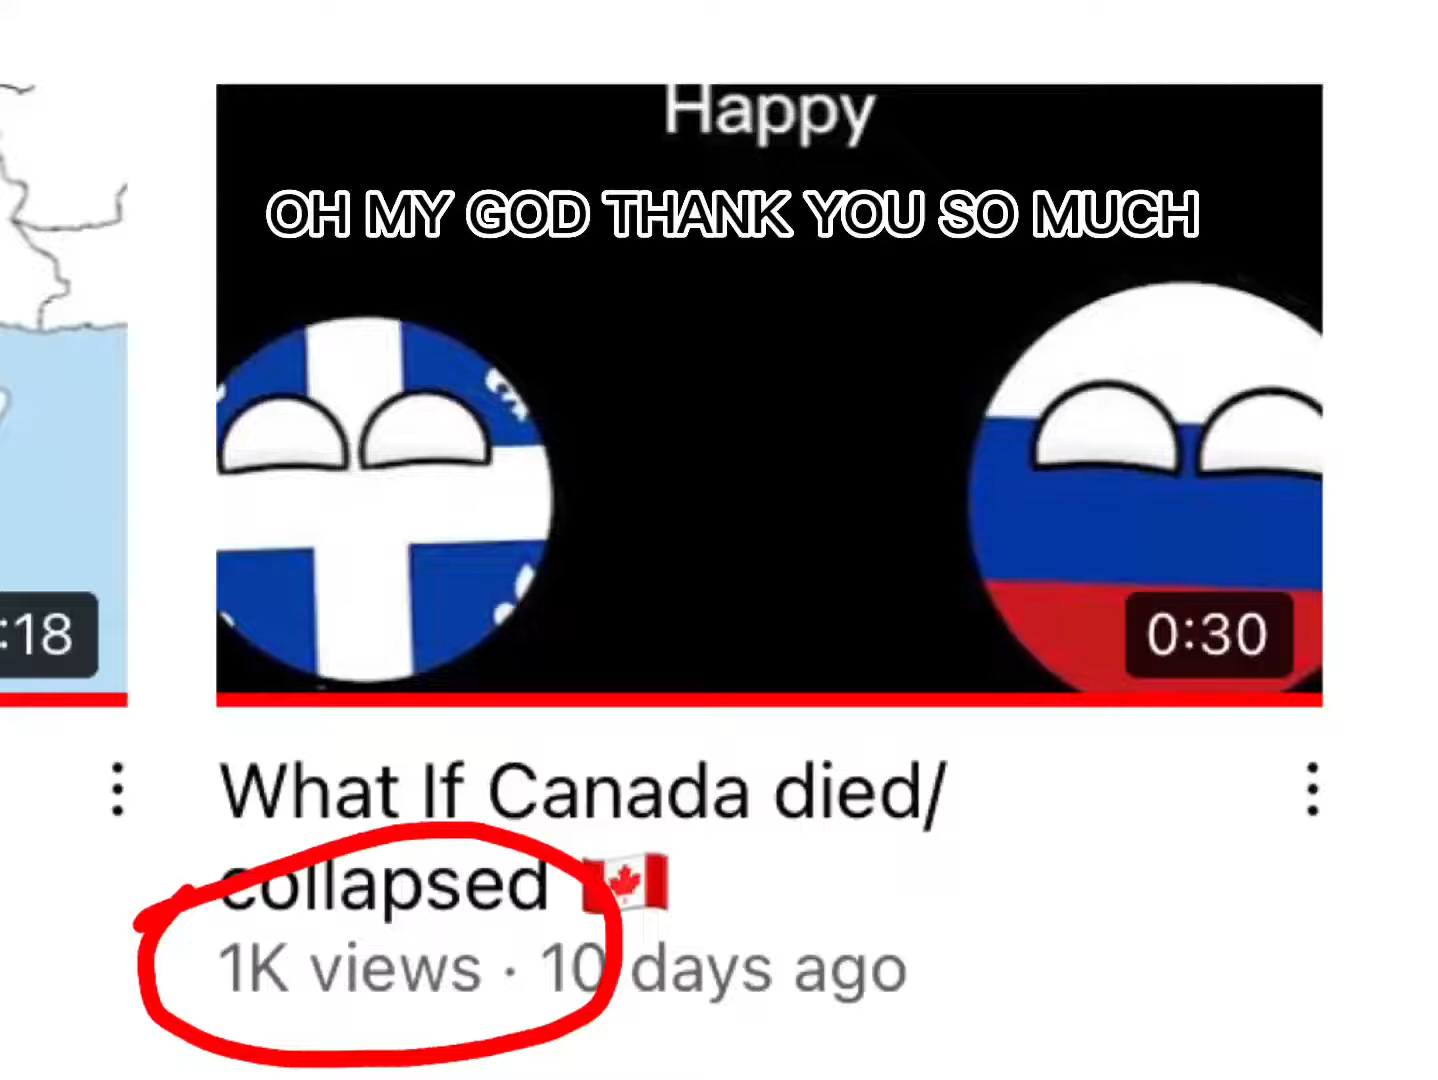 Happy
OH MY GOD THANK YOU SO MUCH
:18
0:30
What If Canada died/
collapsed 🇨🇦
1K views · 10 days ago